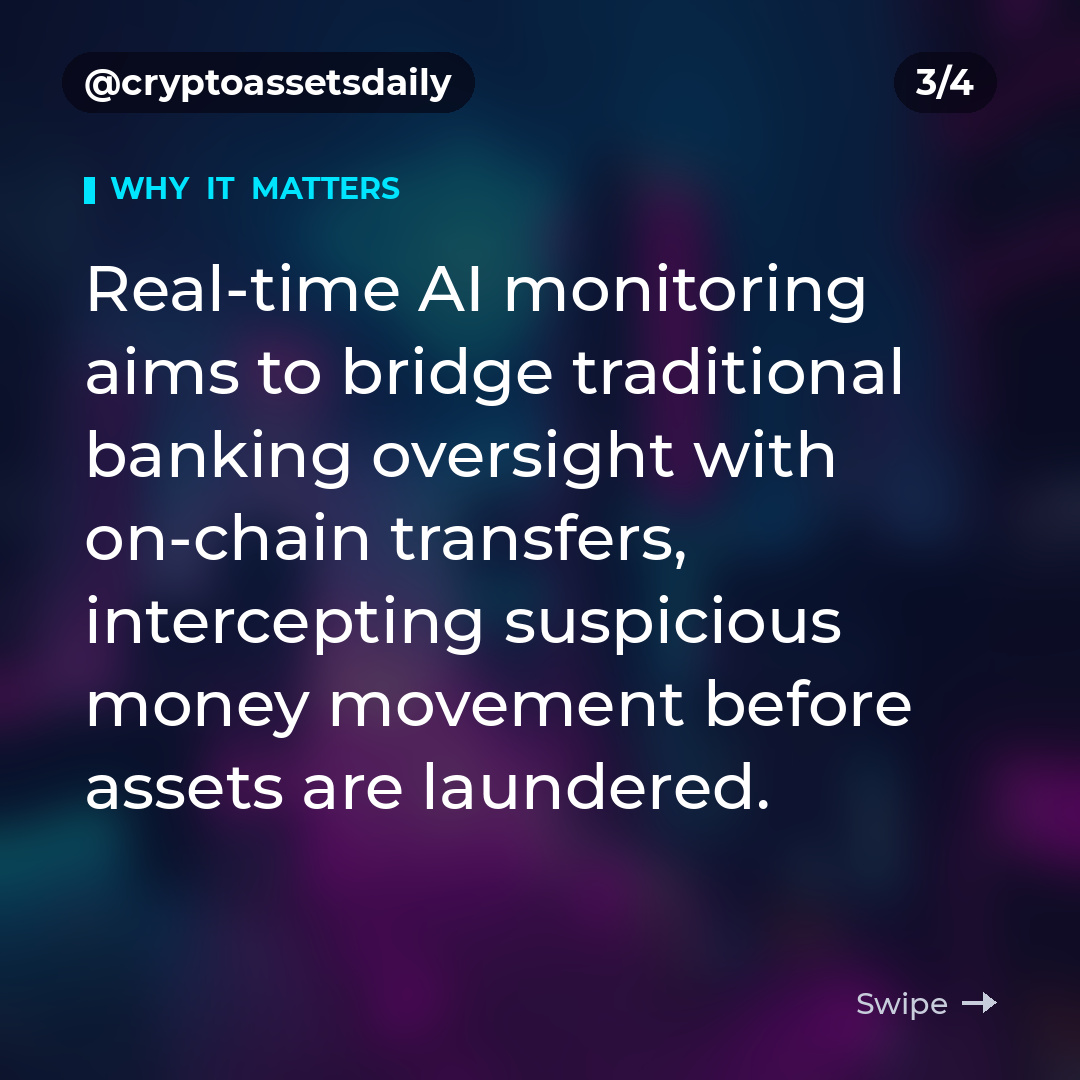 @cryptoassetsdaily
3/4
WHY IT MATTERS
Real-time AI monitoring
aims to bridge traditional
banking oversight with
on-chain transfers,
intercepting suspicious
money movement before
assets are laundered.
Swipe →